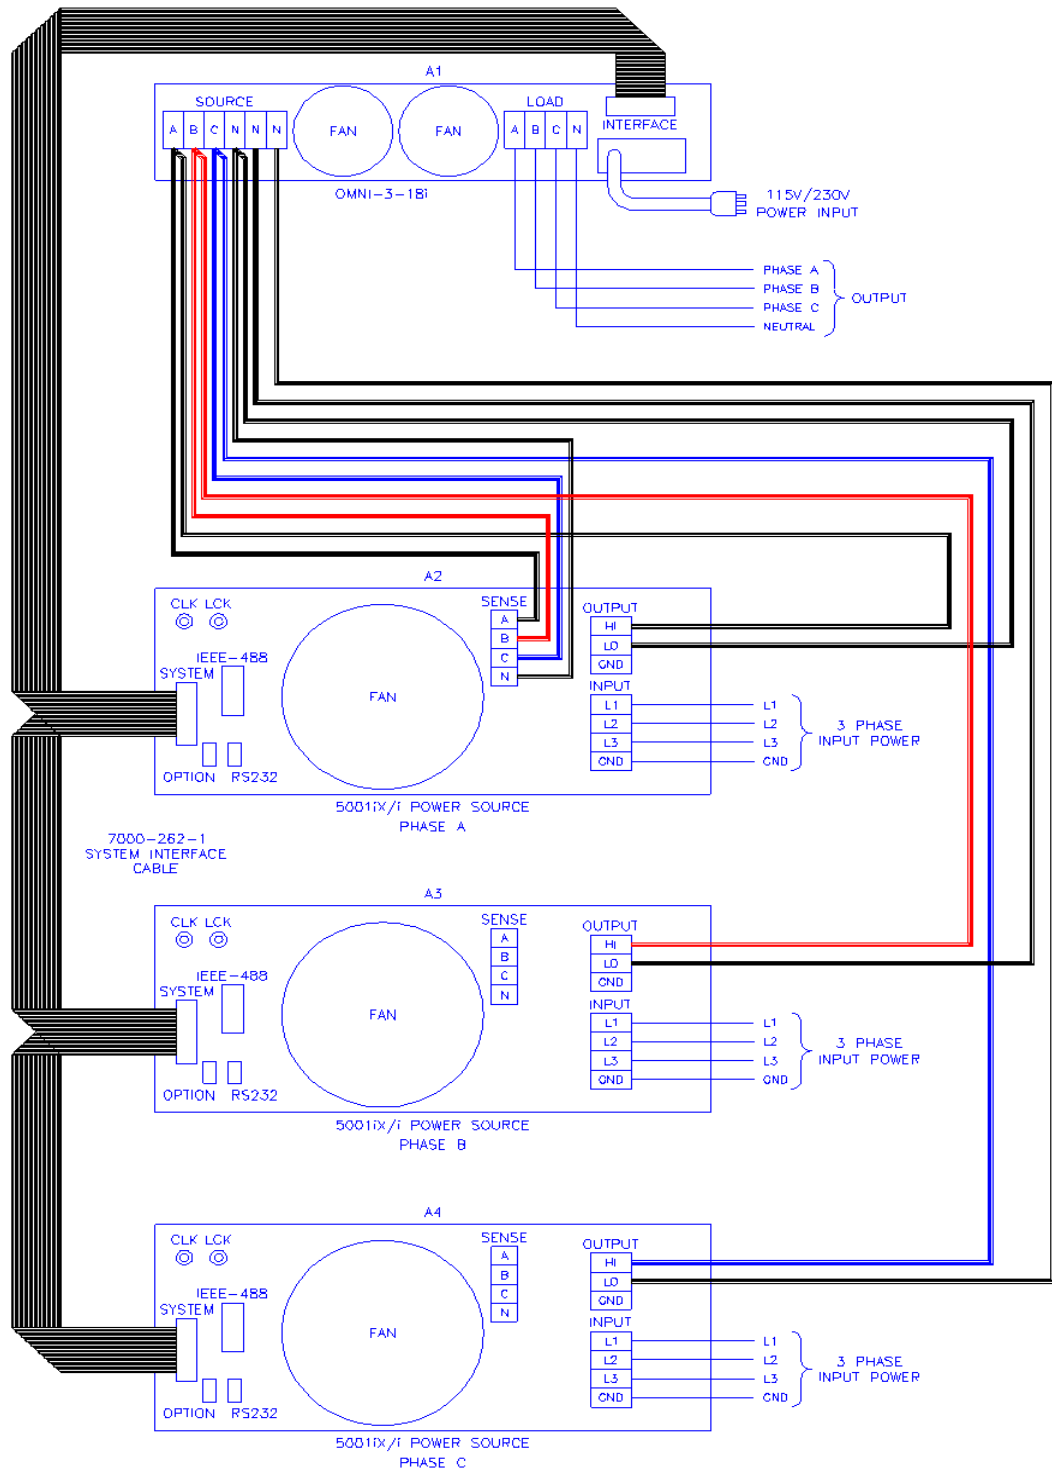 A1
SOURCE
A B C N N N
FAN
FAN
LOAD
A B C N
INTERFACE
OMNI-3-18i
115V/230V
POWER INPUT
PHASE A
PHASE B
PHASE C
NEUTRAL
OUTPUT
A2
CLK LCK
IEEE-488
SYSTEM
FAN
SENSE
A
B
C
N
OUTPUT
HI
LO
GND
INPUT
L1
L2
L3
GND
L1
L2
L3
GND
3 PHASE
INPUT POWER
OPTION RS232
5001iX/i POWER SOURCE
PHASE A
7000-262-1
SYSTEM INTERFACE
CABLE
A3
CLK LCK
IEEE-488
SYSTEM
FAN
SENSE
A
B
C
N
OUTPUT
HI
LO
GND
INPUT
L1
L2
L3
GND
L1
L2
L3
GND
3 PHASE
INPUT POWER
OPTION RS232
5001iX/i POWER SOURCE
PHASE B
A4
CLK LCK
IEEE-488
SYSTEM
FAN
SENSE
A
B
C
N
OUTPUT
HI
LO
GND
INPUT
L1
L2
L3
GND
L1
L2
L3
GND
3 PHASE
INPUT POWER
OPTION RS232
5001iX/i POWER SOURCE
PHASE C